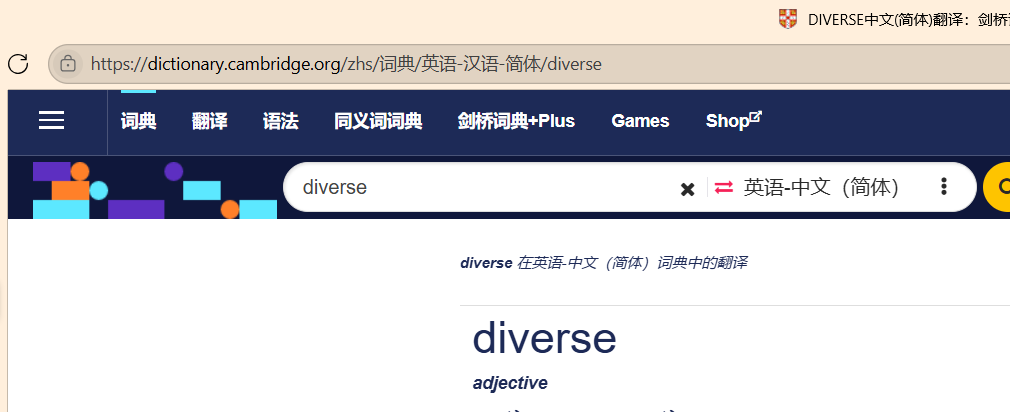 DIVERSE中文(简体)翻译：剑桥
https://dictionary.cambridge.org/zhs/词典/英语-汉语-简体/diverse
词典 翻译 语法 同义词词典 剑桥词典+Plus Games Shop
diverse 英语-中文（简体）
diverse 在英语-中文（简体）词典中的翻译
diverse
adjective